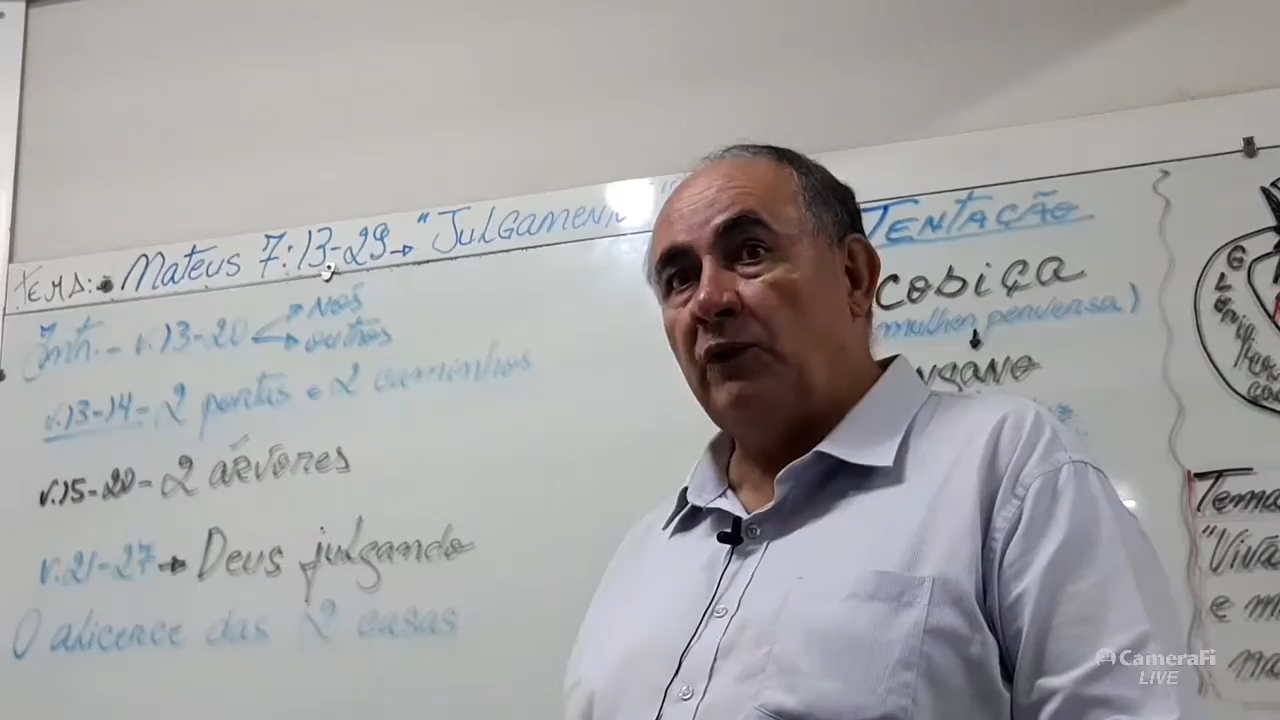 TEMA: Mateus 7:13-29 → "JULGAMEN
Int. - v.13-20 Nós
outros
v.13-14 - 2 portas e 2 caminhos
v.15-20 - 2 ÁRVORES
v.21-27 → Deus julgando
O alicerce das 2 casas
TENTAÇÃO
cobiça
mulher perversa)
Tema
"Viva
e m
CameraFi
LIVE